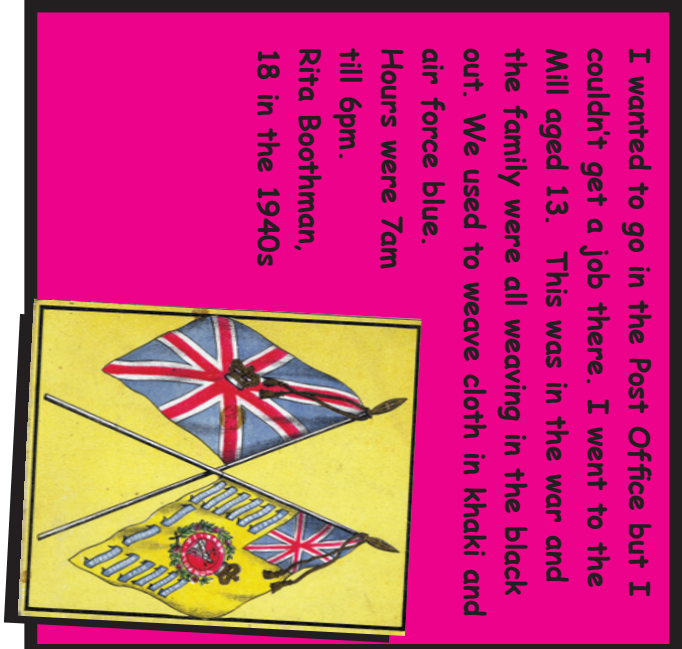 I wanted to go in the Post Office but I
couldn't get a job there. I went to the
Mill aged 13. This was in the war and
the family were all weaving in the black
out. We used to weave cloth in khaki and
air force blue.
Hours were 7am
till 6pm.
Rita Boothman,
18 in the 1940s